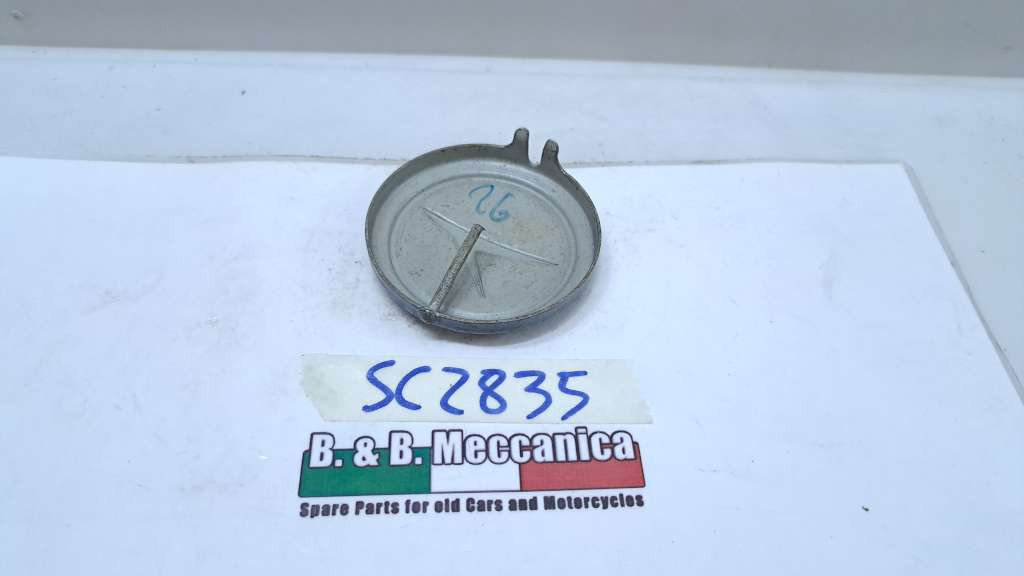 26
SC2835
B. & B. Meccanica
Spare Parts for old Cars and Motorcycles